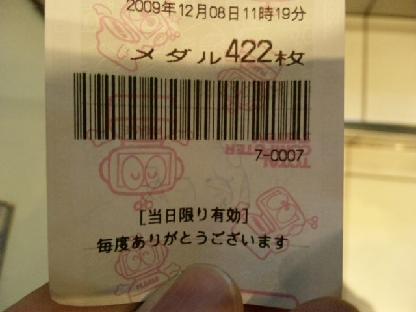 2009年12月08日11時19分
メダル422枚
7-0007
[当日限り有効]
毎度ありがとうございます